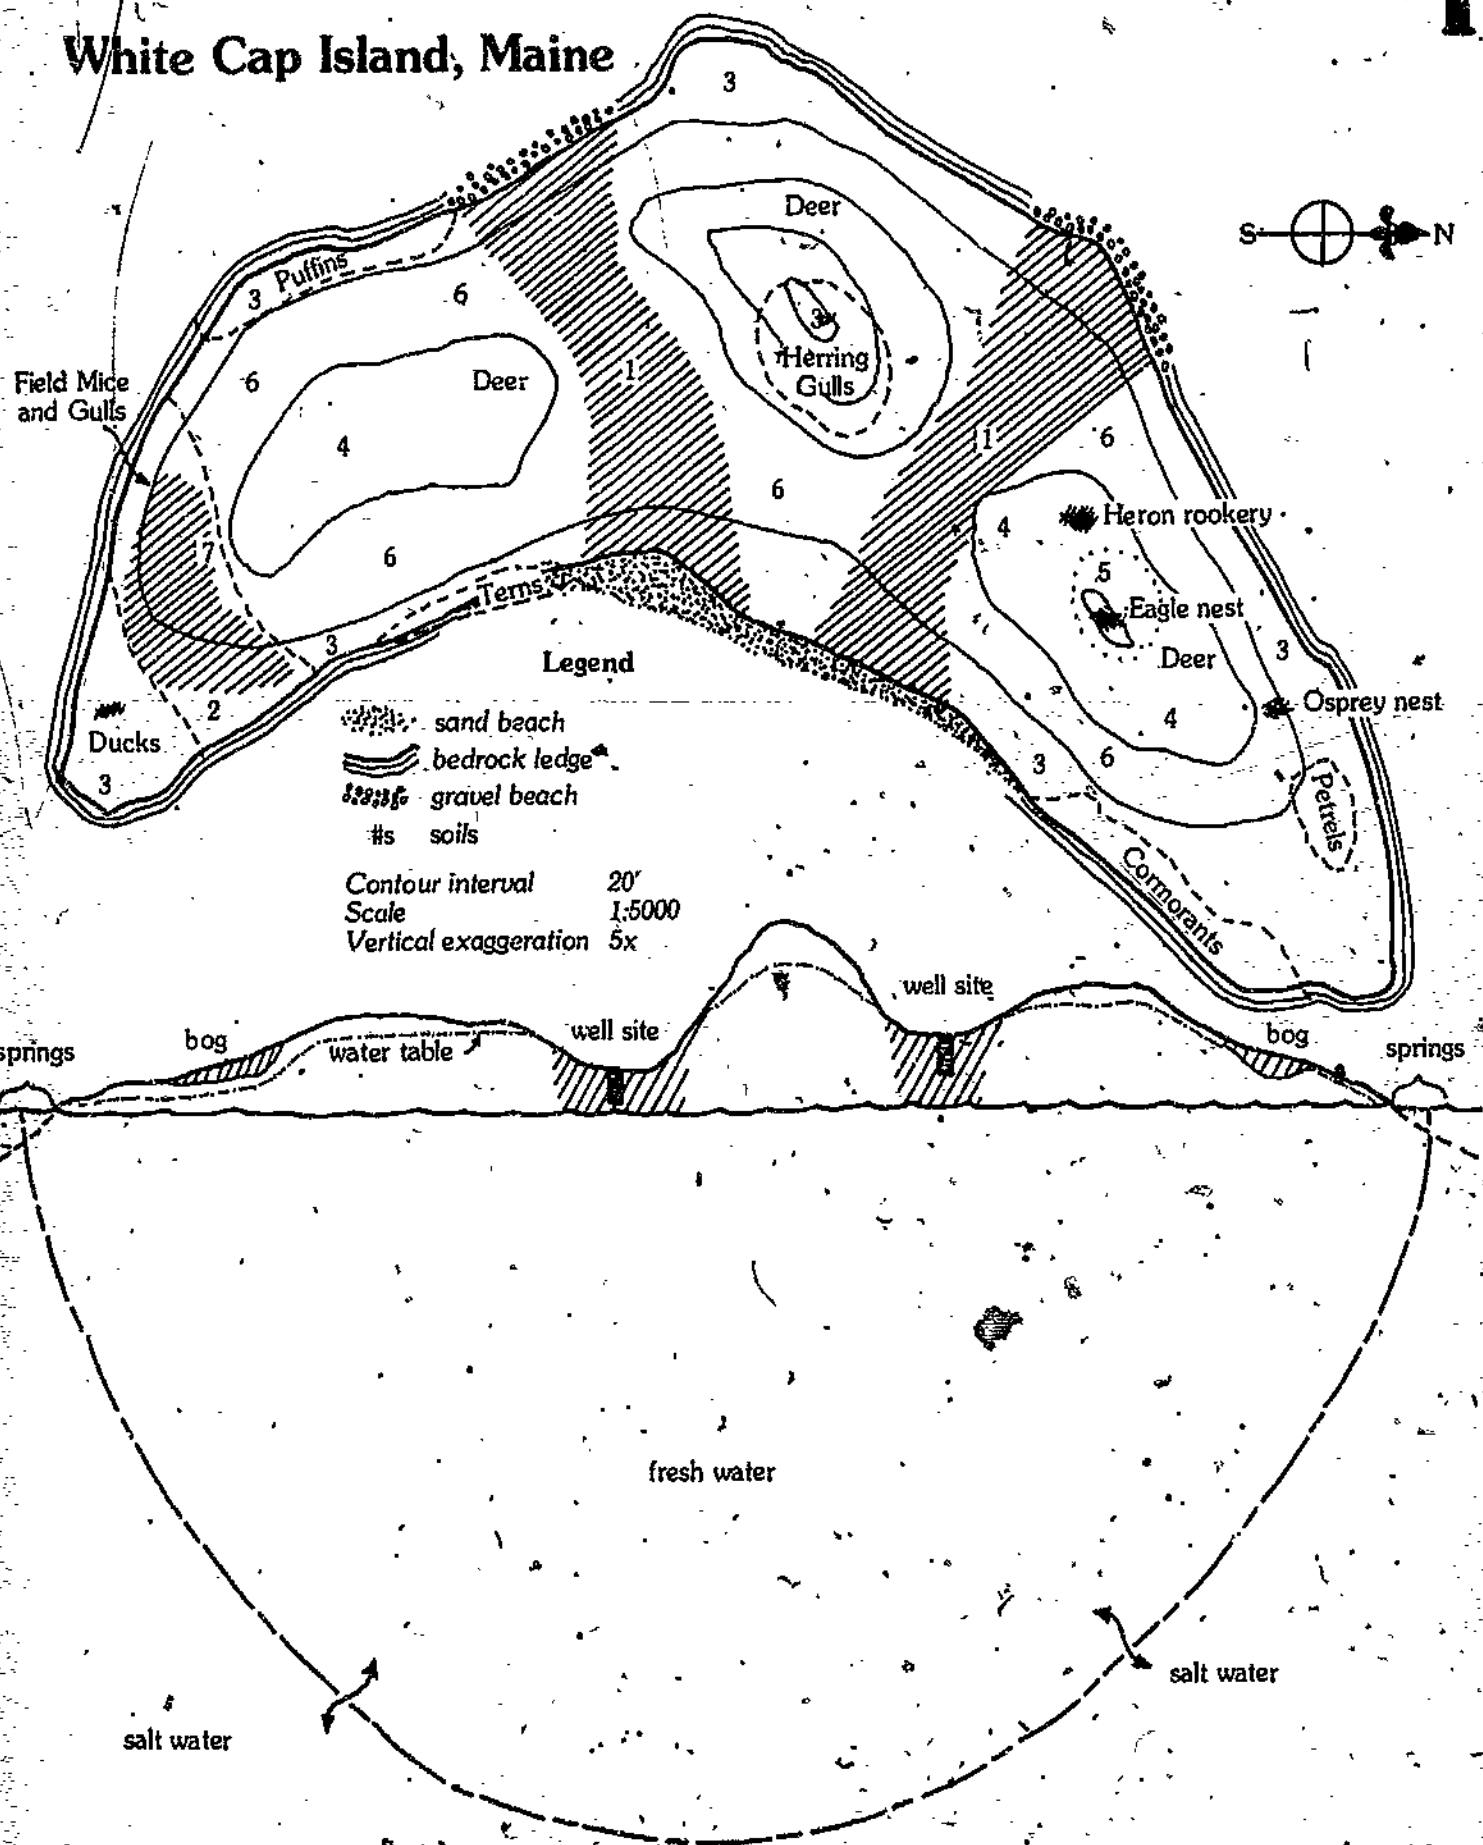 White Cap Island, Maine
3
Deer
S N
Puffins
3
6
3
Herring
Gulls
Field Mice
and Gulls
6
Deer
1
4
1
6
6
4
Heron rookery
7
6
5
Terns
Eagle nest
3
Deer
3
Legend
2
4
Osprey nest
sand beach
Ducks
bedrock ledge
3
6
3
gravel beach
Petrels
#s soils
Cormorants
Contour interval 20'
Scale 1:5000
Vertical exaggeration 5x
well site
well site
bog
bog
springs
water table
springs
fresh water
salt water
salt water